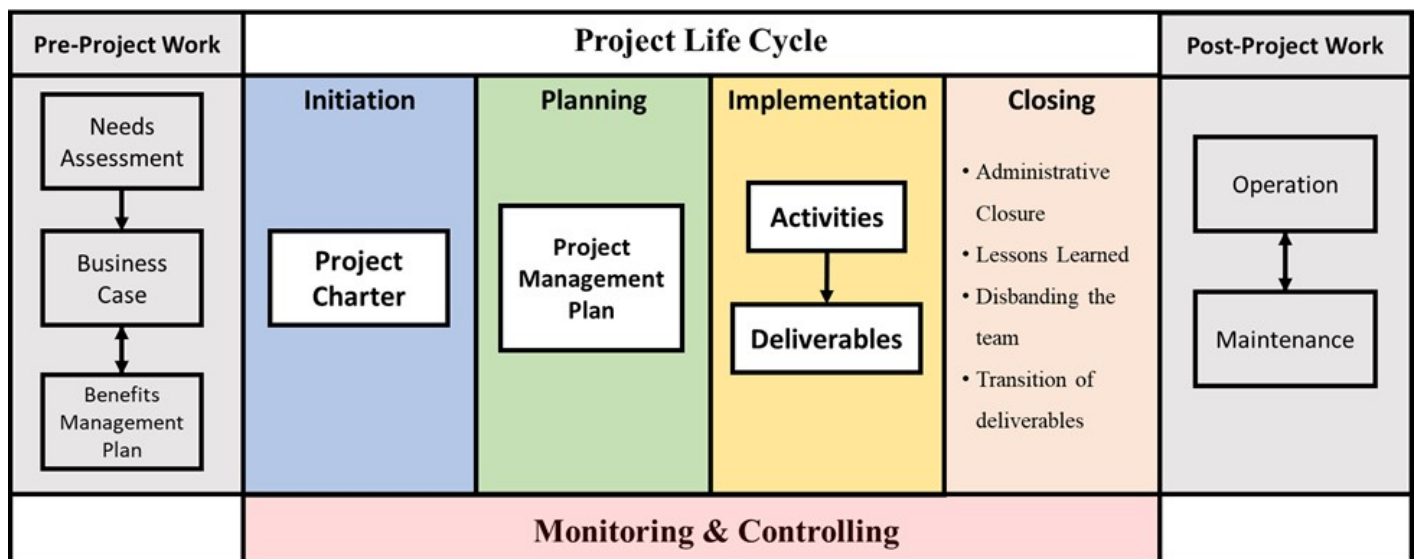 Pre-Project Work
Project Life Cycle
Post-Project Work
Needs
Assessment
Business
Case
Benefits
Management
Plan
Initiation
Project
Charter
Planning
Project
Management
Plan
Implementation
Activities
Deliverables
Closing
• Administrative
Closure
• Lessons Learned
• Disbanding the
team
• Transition of
deliverables
Operation
Maintenance
Monitoring & Controlling